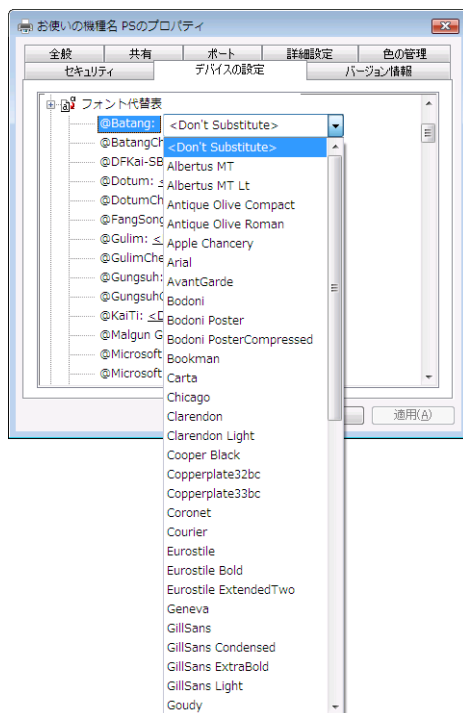 お使いの機種名 PSのプロパティ
全般 共有 ポート 詳細設定 色の管理
セキュリティ デバイスの設定 バージョン情報
フォント代替表
@Batang: <Don't Substitute>
@BatangCh
@DFKai-SB
@Dotum: <
@DotumCh
@FangSong
@Gulim: <
@GulimChe
@Gungsuh:
@GungsuhC
@KaiTi: <D
@Malgun G
@Microsoft
@Microsoft
<Don't Substitute>
Albertus MT
Albertus MT Lt
Antique Olive Compact
Antique Olive Roman
Apple Chancery
Arial
AvantGarde
Bodoni
Bodoni Poster
Bodoni PosterCompressed
Bookman
Carta
Chicago
Clarendon
Clarendon Light
Cooper Black
Copperplate32bc
Copperplate33bc
Coronet
Courier
Eurostile
Eurostile Bold
Eurostile ExtendedTwo
Geneva
GillSans
GillSans Condensed
GillSans ExtraBold
GillSans Light
Goudy
適用(A)